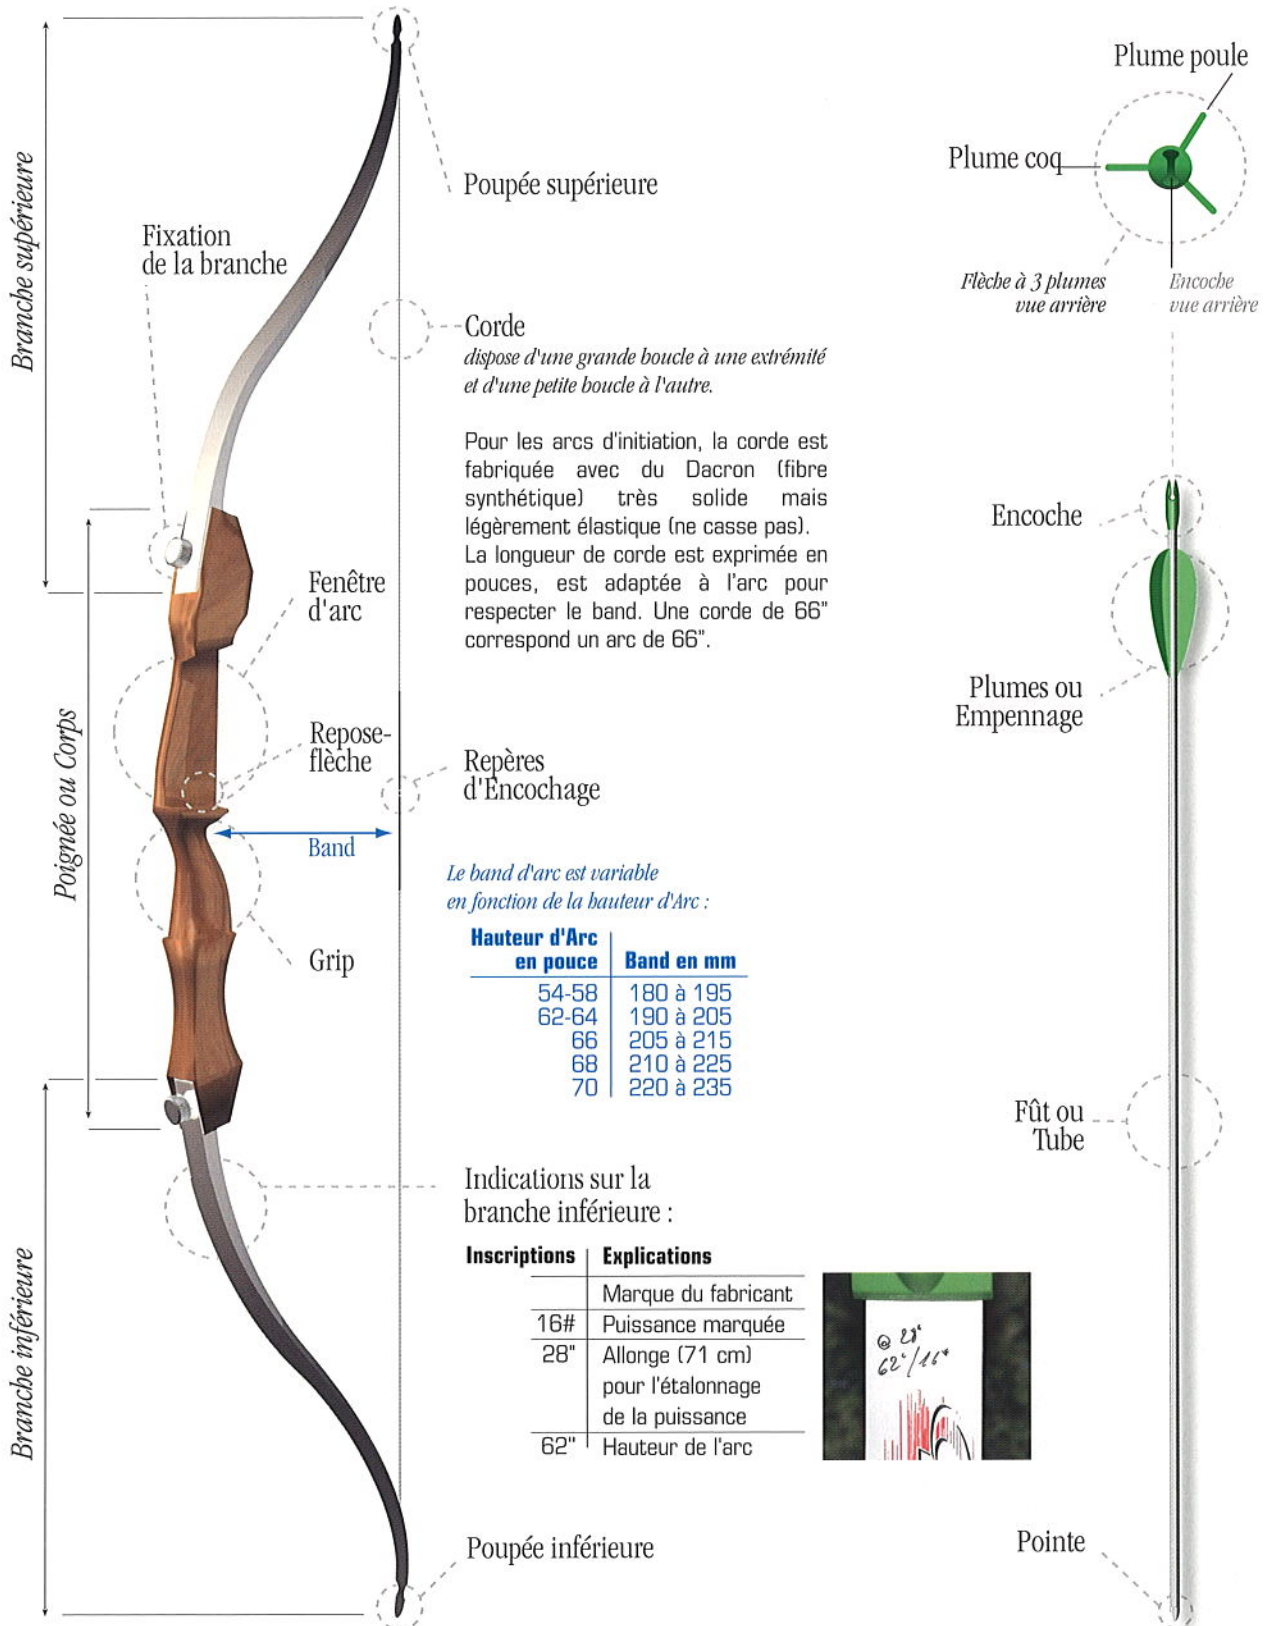 Plume poule
Plume coq
Flèche à 3 plumes
vue arrière
Encoche
vue arrière
Branche supérieure
Poupée supérieure
Fixation
de la branche
Corde
dispose d'une grande boucle à une extrémité
et d'une petite boucle à l'autre.
Pour les arcs d'initiation, la corde est
fabriquée avec du Dacron (fibre
synthétique) très solide mais
légèrement élastique (ne casse pas).
La longueur de corde est exprimée en
pouces, est adaptée à l'arc pour
respecter le band. Une corde de 66"
correspond un arc de 66".
Encoche
Fenêtre
d'arc
Plumes ou
Empennage
Poignée ou Corps
Repose-
flèche
Repères
d'Encochage
Band
Le band d'arc est variable
en fonction de la hauteur d'Arc :
Grip
Hauteur d'Arc
en pouce Band en mm
54-58 180 à 195
62-64 190 à 205
66 205 à 215
68 210 à 225
70 220 à 235
Fût ou
Tube
Indications sur la
branche inférieure :
Branche inférieure
Inscriptions Explications
Marque du fabricant
16# Puissance marquée
28" Allonge (71 cm)
pour l'étalonnage
de la puissance
62" Hauteur de l'arc
@ 28"
62"/16#
Poupée inférieure
Pointe